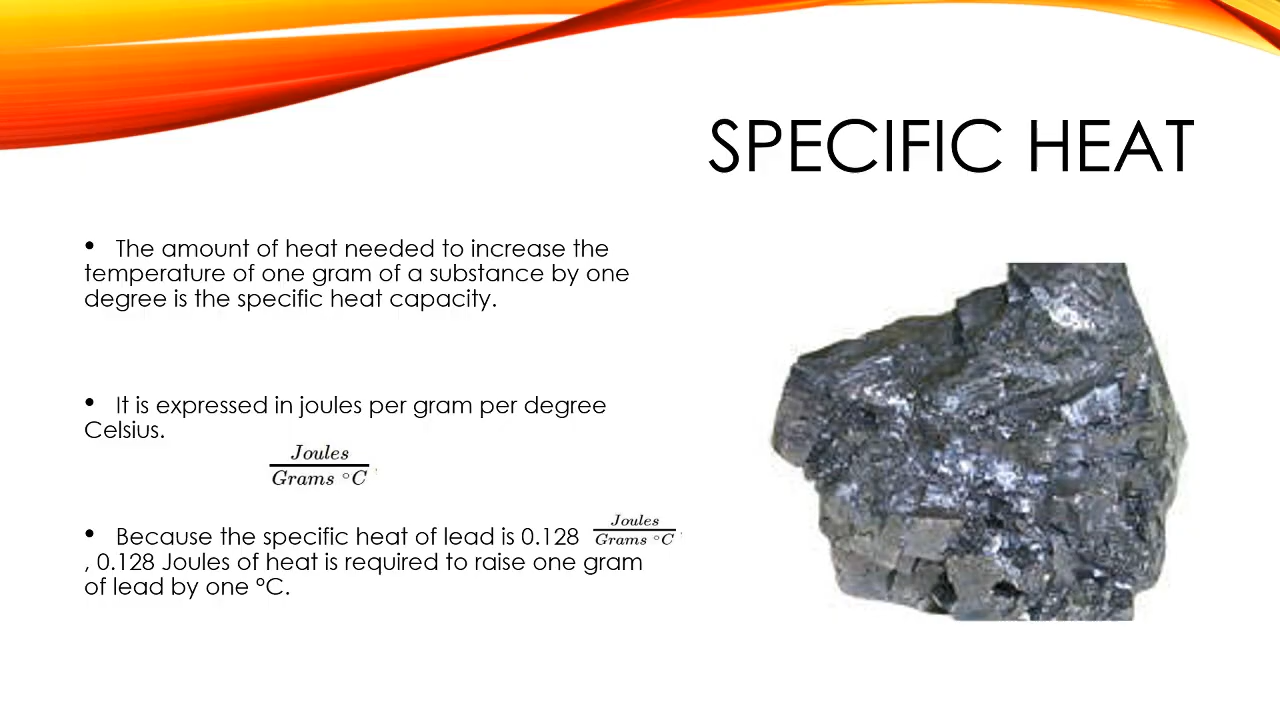 SPECIFIC HEAT
• The amount of heat needed to increase the
temperature of one gram of a substance by one
degree is the specific heat capacity.
• It is expressed in joules per gram per degree
Celsius.
Joules
Grams °C
• Because the specific heat of lead is 0.128 Joules / Grams °C
, 0.128 Joules of heat is required to raise one gram
of lead by one °C.